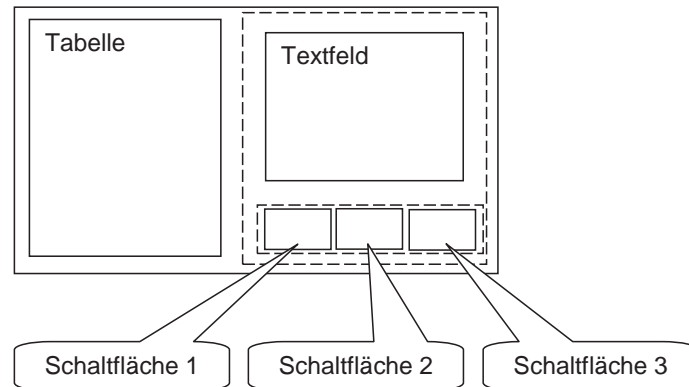 Tabelle
Textfeld
Schaltfläche 1
Schaltfläche 2
Schaltfläche 3